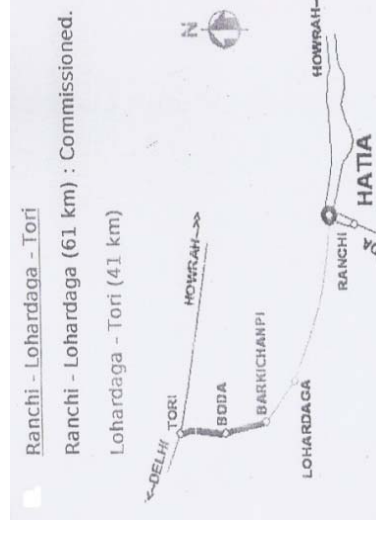 Ranchi - Lohardaga - Tori
Ranchi - Lohardaga (61 km) : Commissioned.
Lohardaga - Tori (41 km)
N
<--DELHI
TORI
HOWRAH-->>
BODA
BARKICHANPI
LOHARDAGA
RANCHI
HATIA
HOWRAH-